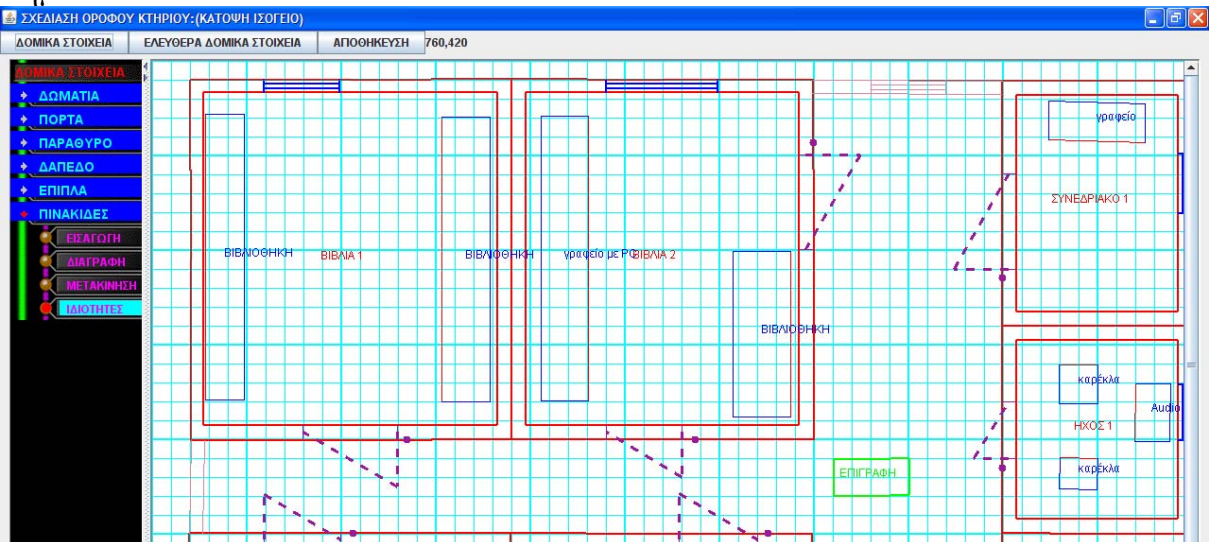 ΣΧΕΔΙΑΣΗ ΟΡΟΦΟΥ ΚΤΗΡΙΟΥ:(ΚΑΤΟΨΗ ΙΣΟΓΕΙΟ)
ΔΟΜΙΚΑ ΣΤΟΙΧΕΙΑ ΕΛΕΥΘΕΡΑ ΔΟΜΙΚΑ ΣΤΟΙΧΕΙΑ ΑΠΟΘΗΚΕΥΣΗ 760,420
ΔΟΜΙΚΑ ΣΤΟΙΧΕΙΑ
ΔΩΜΑΤΙΑ
ΠΟΡΤΑ
ΠΑΡΑΘΥΡΟ
ΔΑΠΕΔΟ
ΕΠΙΠΛΑ
ΠΙΝΑΚΙΔΕΣ
ΕΙΣΑΓΩΓΗ
ΔΙΑΓΡΑΦΗ
ΜΕΤΑΚΙΝΗΣΗ
ΙΔΙΟΤΗΤΕΣ
γραφείο
ΣΥΝΕΔΡΙΑΚΟ 1
ΒΙΒΛΙΟΘΗΚΗ ΒΙΒΛΙΑ 1 ΒΙΒΛΙΟΘΗΚΗ γραφείο με PC ΒΙΒΛΙΑ 2
ΒΙΒΛΙΟΘΗΚΗ
καρέκλα
Audio
ΗΧΟΣ 1
καρέκλα
ΕΠΙΓΡΑΦΗ